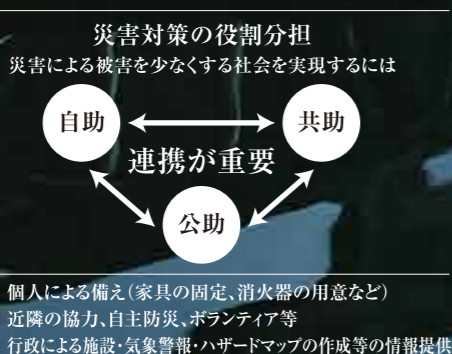 災害対策の役割分担
災害による被害を少なくする社会を実現するには
自助 共助
連携が重要
公助
個人による備え(家具の固定、消火器の用意など)
近隣の協力、自主防災、ボランティア等
行政による施設・気象警報・ハザードマップの作成等の情報提供